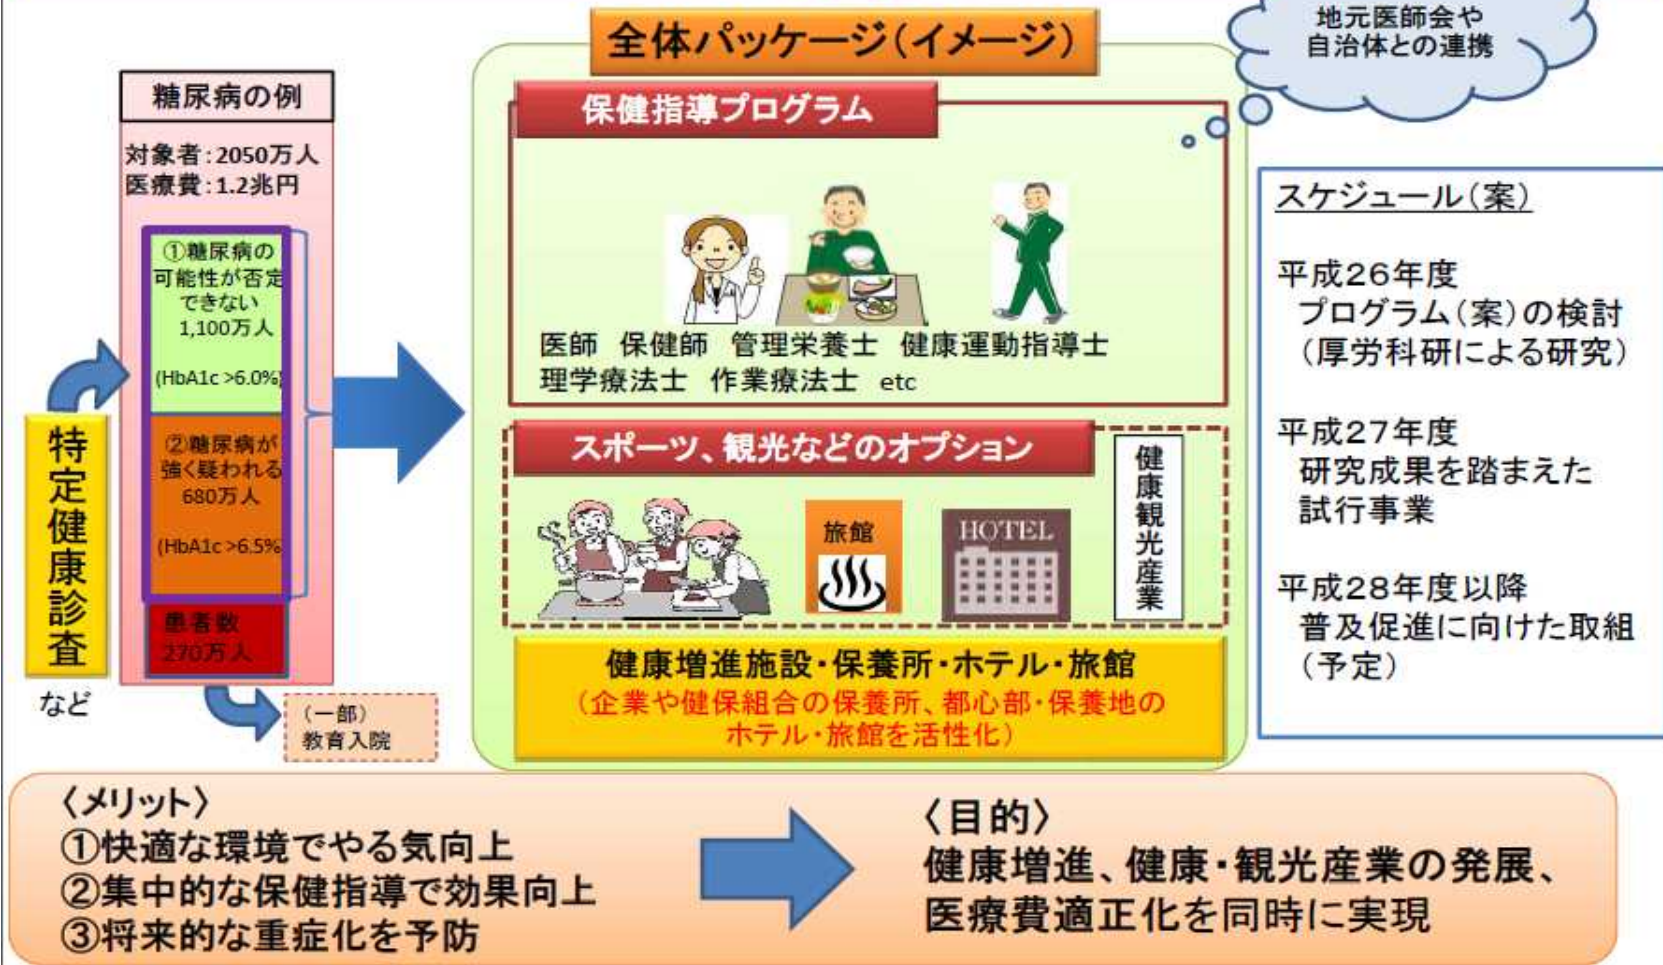 地元医師会や
自治体との連携
全体パッケージ(イメージ)
糖尿病の例
対象者:2050万人
医療費:1.2兆円
①糖尿病の
可能性が否定
できない
1,100万人
(HbA1c >6.0%)
②糖尿病が
強く疑われる
680万人
(HbA1c >6.5%
患者数
270万人
特定健康診査
など
(一部)
教育入院
保健指導プログラム
医師 保健師 管理栄養士 健康運動指導士
理学療法士 作業療法士 etc
スポーツ、観光などのオプション
旅館
HOTEL
健康観光産業
健康増進施設・保養所・ホテル・旅館
(企業や健保組合の保養所、都心部・保養地の
ホテル・旅館を活性化)
スケジュール(案)
平成26年度
プログラム(案)の検討
(厚労科研による研究)
平成27年度
研究成果を踏まえた
試行事業
平成28年度以降
普及促進に向けた取組
(予定)
〈メリット〉
①快適な環境でやる気向上
②集中的な保健指導で効果向上
③将来的な重症化を予防
〈目的〉
健康増進、健康・観光産業の発展、
医療費適正化を同時に実現